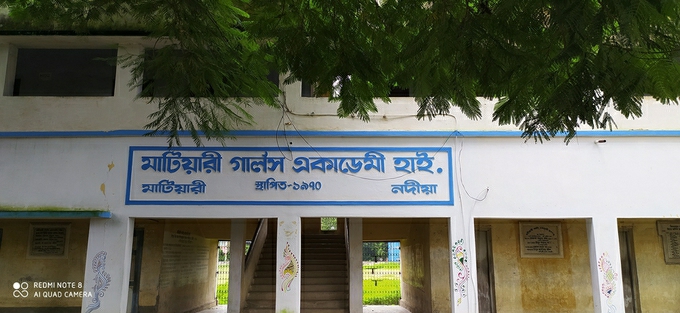 মাটিয়ারী গার্লস একাডেমী হাই.
মাটিয়ারী স্থাপিত-১৯৭০ নদীয়া
REDMI NOTE 8
AI QUAD CAMERA